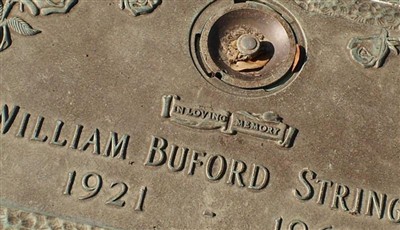 IN LOVING MEMORY
WILLIAM BUFORD STRING
1921 -